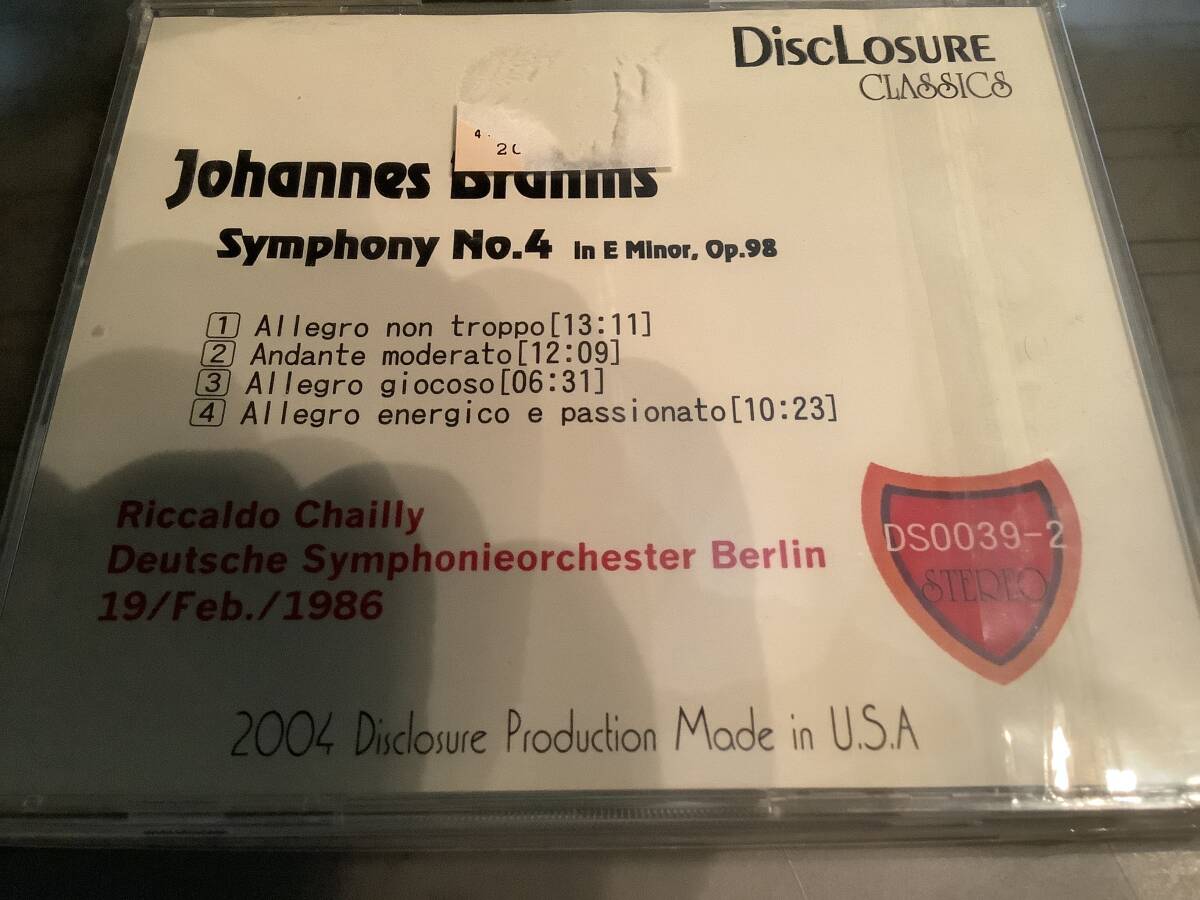 DiscLosure
CLASSICS
4.
Johannes Brahms
Symphony No.4 In E Minor, Op.98
1 Allegro non troppo[13:11]
2 Andante moderato[12:09]
3 Allegro giocoso[06:31]
4 Allegro energico e passionato[10:23]
Riccaldo Chailly
Deutsche Symphonieorchester Berlin
19/Feb./1986
DS0039-2
STEREO
2004 Disclosure Production Made in U.S.A